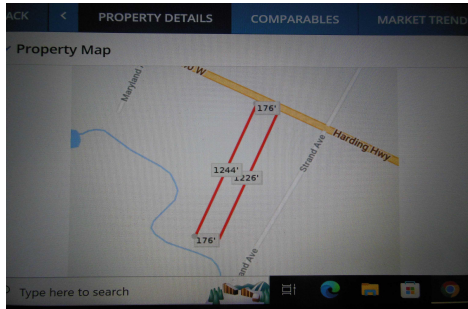 ACK < PROPERTY DETAILS COMPARABLES MARKET TREND
Property Map
W
Maryland
176'
Harding Hwy
Strand Ave
1244'
1226'
176'
and Ave
Type here to search